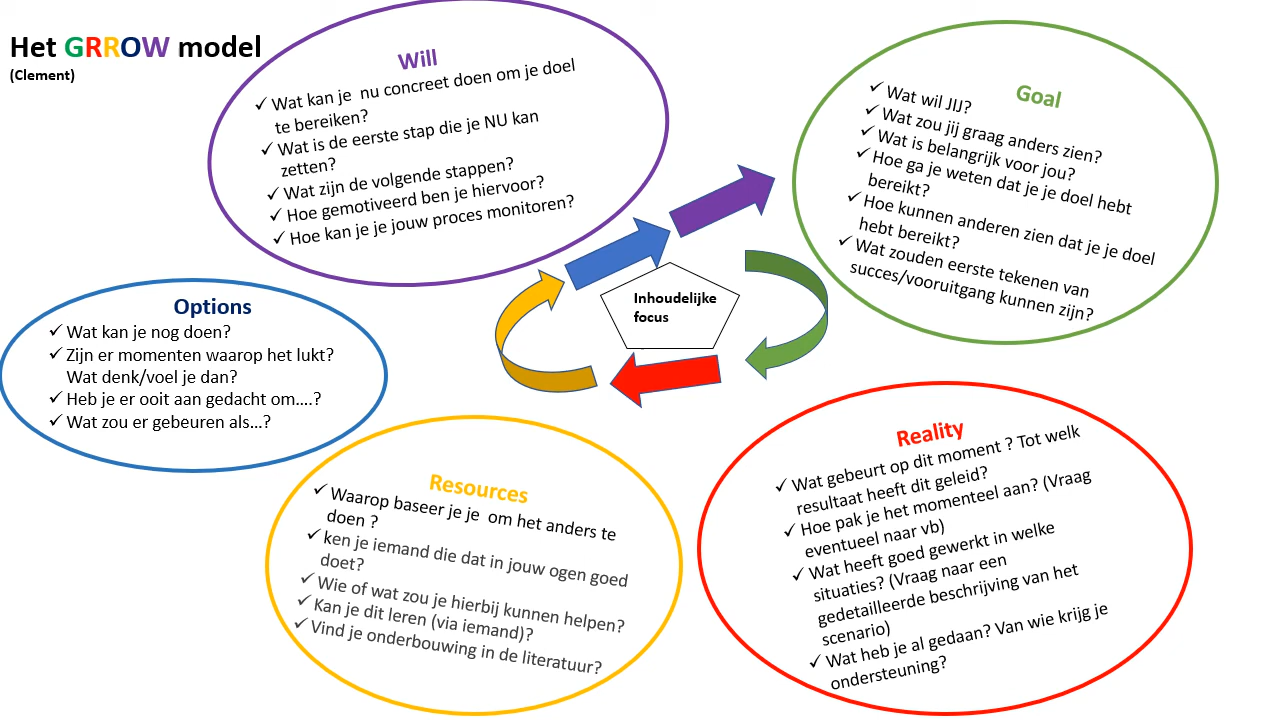 Het GRROW model
(Clement)
Will
✓ Wat kan je nu concreet doen om je doel
te bereiken?
✓ Wat is de eerste stap die je NU kan
zetten?
✓ Wat zijn de volgende stappen?
✓ Hoe gemotiveerd ben je hiervoor?
✓ Hoe kan je je jouw proces monitoren?
Goal
✓ Wat wil JIJ?
✓ Wat zou jij graag anders zien?
✓ Wat is belangrijk voor jou?
✓ Hoe ga je weten dat je je doel hebt
bereikt?
✓ Hoe kunnen anderen zien dat je je doel
hebt bereikt?
✓ Wat zouden eerste tekenen van
succes/vooruitgang kunnen zijn?
Inhoudelijke
focus
Options
✓ Wat kan je nog doen?
✓ Zijn er momenten waarop het lukt?
Wat denk/voel je dan?
✓ Heb je er ooit aan gedacht om….?
✓ Wat zou er gebeuren als…?
Resources
✓ Waarop baseer je je om het anders te
doen ?
✓ ken je iemand die dat in jouw ogen goed
doet?
✓ Wie of wat zou je hierbij kunnen helpen?
✓ Kan je dit leren (via iemand)?
✓ Vind je onderbouwing in de literatuur?
Reality
✓ Wat gebeurt op dit moment ? Tot welk
resultaat heeft dit geleid?
✓ Hoe pak je het momenteel aan? (Vraag
eventueel naar vb)
✓ Wat heeft goed gewerkt in welke
situaties? (Vraag naar een
gedetailleerde beschrijving van het
scenario)
✓ Wat heb je al gedaan? Van wie krijg je
ondersteuning?